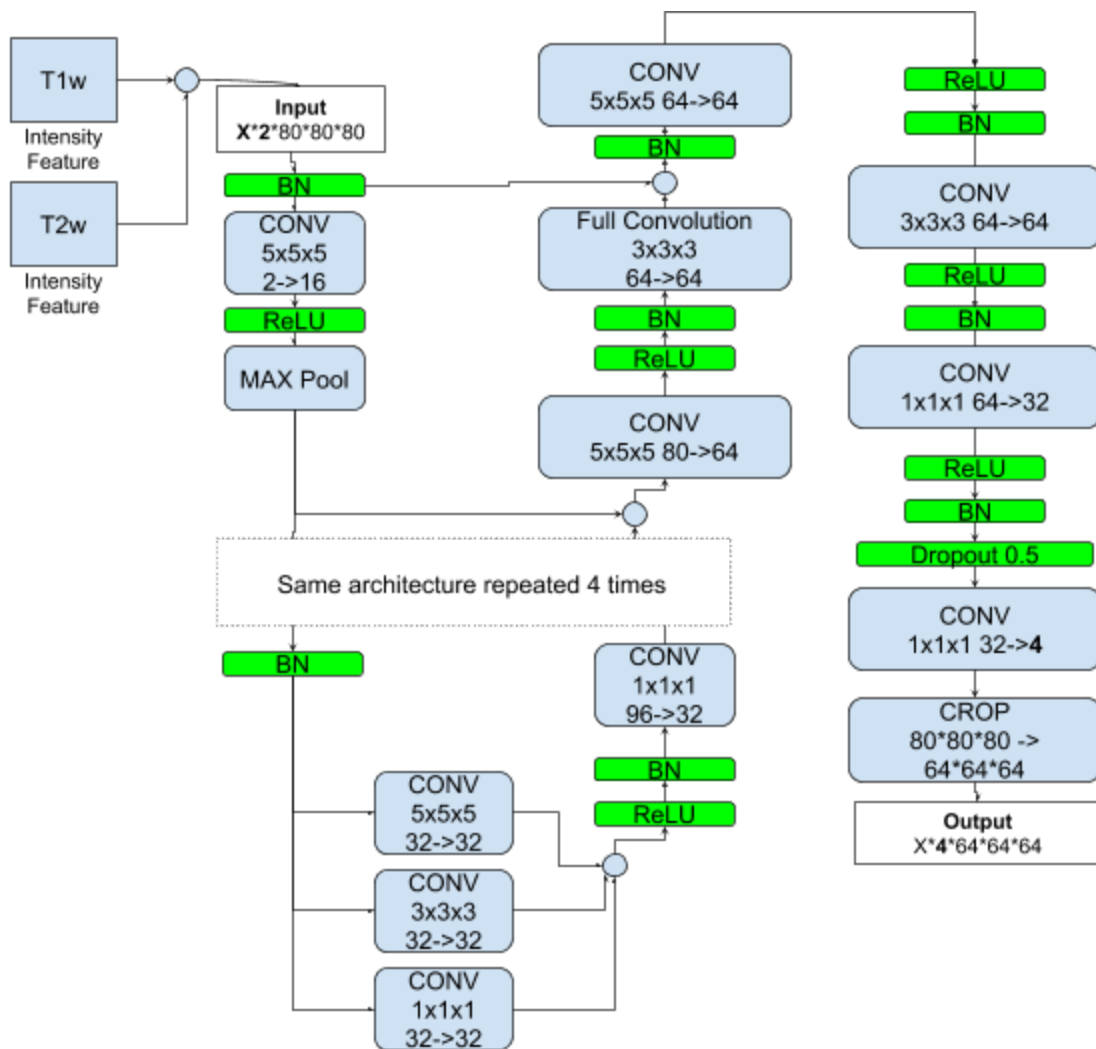 T1w
Intensity
Feature
T2w
Intensity
Feature
Input
X*2*80*80*80
BN
CONV
5x5x5
2->16
ReLU
MAX Pool
Same architecture repeated 4 times
BN
CONV
5x5x5
32->32
CONV
3x3x3
32->32
CONV
1x1x1
32->32
ReLU
BN
CONV
1x1x1
96->32
CONV
5x5x5 80->64
ReLU
BN
Full Convolution
3x3x3
64->64
BN
CONV
5x5x5 64->64
ReLU
BN
CONV
3x3x3 64->64
ReLU
BN
CONV
1x1x1 64->32
ReLU
BN
Dropout 0.5
CONV
1x1x1 32->4
CROP
80*80*80 ->
64*64*64
Output
X*4*64*64*64